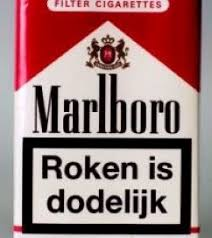 FILTER CIGARETTES
Marlboro
Roken is
dodelijk